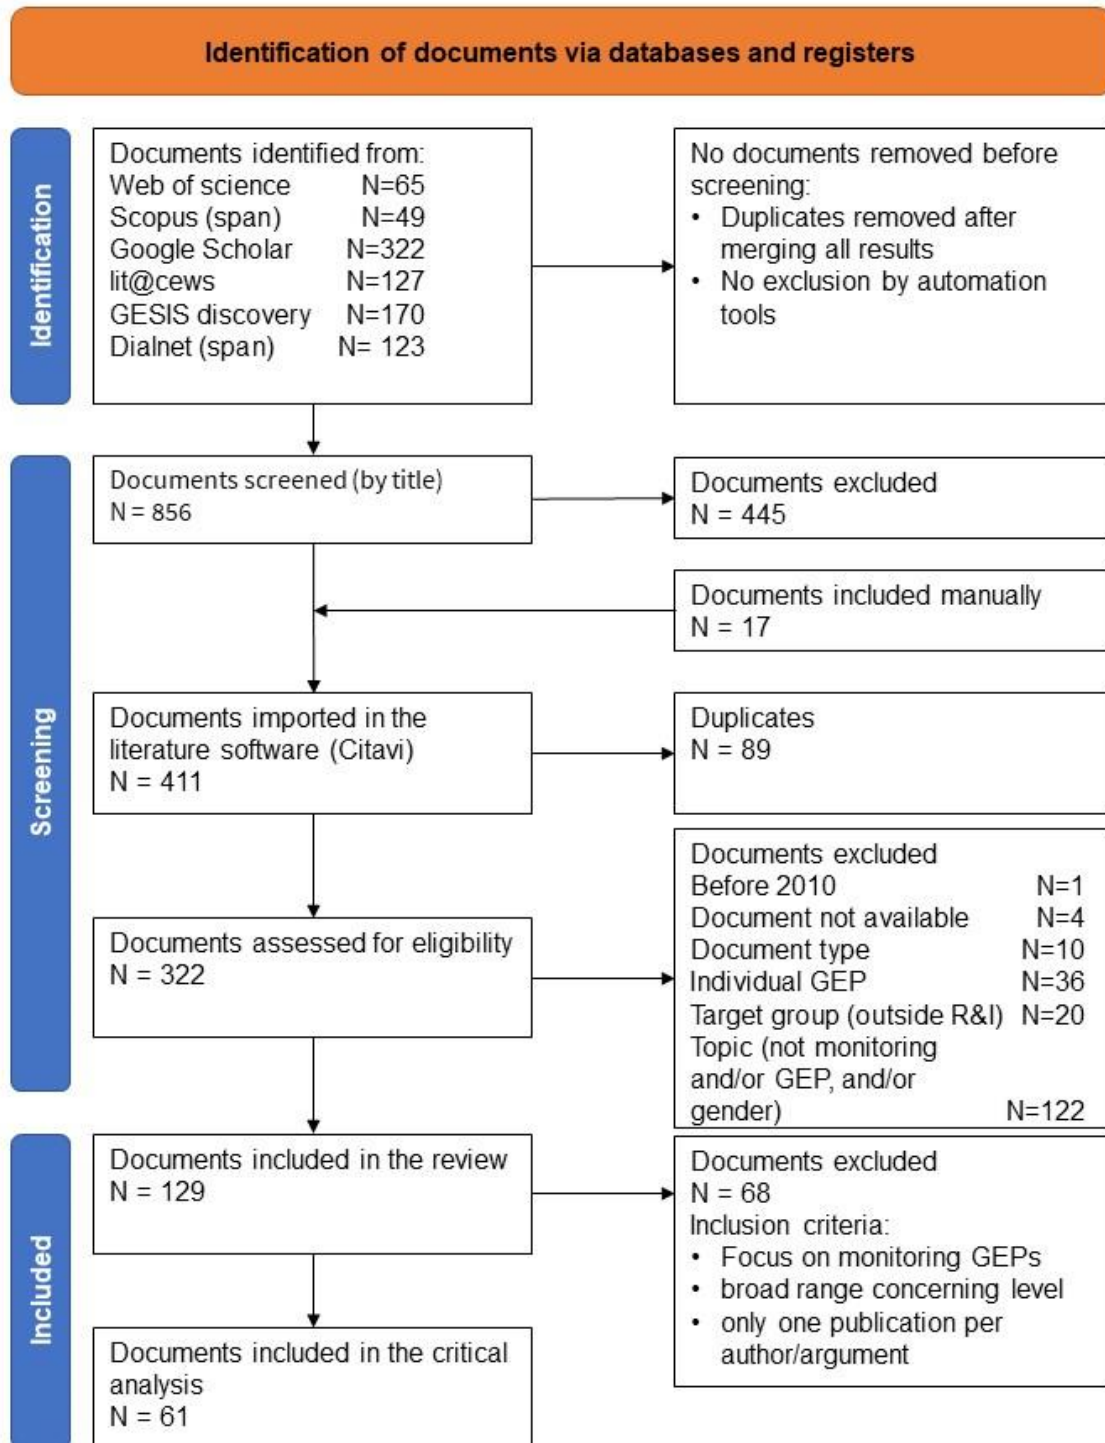 Identification of documents via databases and registers
Identification
Documents identified from:
Web of science N=65
Scopus (span) N=49
Google Scholar N=322
lit@cews N=127
GESIS discovery N=170
Dialnet (span) N= 123
No documents removed before
screening:
• Duplicates removed after
merging all results
• No exclusion by automation
tools
Screening
Documents screened (by title)
N = 856
Documents excluded
N = 445
Documents included manually
N = 17
Documents imported in the
literature software (Citavi)
N = 411
Duplicates
N = 89
Documents assessed for eligibility
N = 322
Documents excluded
Before 2010 N=1
Document not available N=4
Document type N=10
Individual GEP N=36
Target group (outside R&I) N=20
Topic (not monitoring
and/or GEP, and/or
gender) N=122
Included
Documents included in the review
N = 129
Documents excluded
N = 68
Inclusion criteria:
• Focus on monitoring GEPs
• broad range concerning level
• only one publication per
author/argument
Documents included in the critical
analysis
N = 61